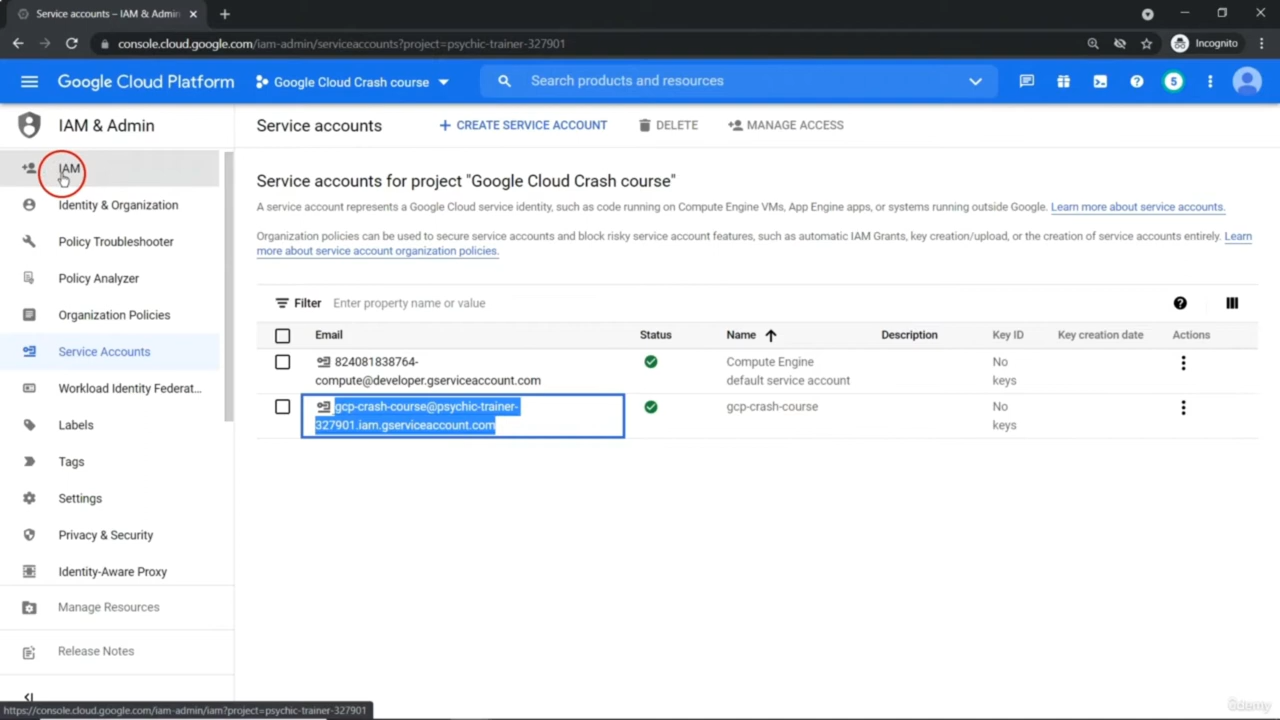 Service accounts – IAM & Admin
console.cloud.google.com/iam-admin/serviceaccounts?project=psychic-trainer-327901
Incognito
Google Cloud Platform
Google Cloud Crash course
Search products and resources
5
IAM & Admin
Service accounts
CREATE SERVICE ACCOUNT
DELETE
MANAGE ACCESS
IAM
Identity & Organization
Policy Troubleshooter
Policy Analyzer
Organization Policies
Service Accounts
Workload Identity Federat...
Labels
Tags
Settings
Privacy & Security
Identity-Aware Proxy
Manage Resources
Release Notes
Service accounts for project "Google Cloud Crash course"
A service account represents a Google Cloud service identity, such as code running on Compute Engine VMs, App Engine apps, or systems running outside Google. Learn more about service accounts.
Organization policies can be used to secure service accounts and block risky service account features, such as automatic IAM Grants, key creation/upload, or the creation of service accounts entirely. Learn
more about service account organization policies.
Filter Enter property name or value
Email Status Name Description Key ID Key creation date Actions
824081838764- Compute Engine No
compute@developer.gserviceaccount.com default service account keys
gcp-crash-course@psychic-trainer- gcp-crash-course No
327901.iam.gserviceaccount.com keys
https://console.cloud.google.com/iam-admin/iam?project=psychic-trainer-327901
ûdemy